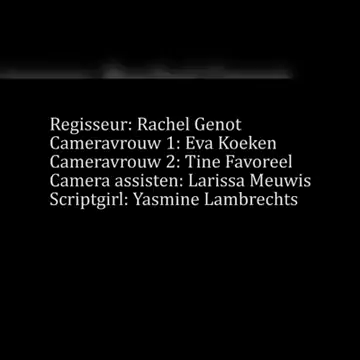 Regisseur: Rachel Genot
Cameravrouw 1: Eva Koeken
Cameravrouw 2: Tine Favoreel
Camera assisten: Larissa Meuwis
Scriptgirl: Yasmine Lambrechts